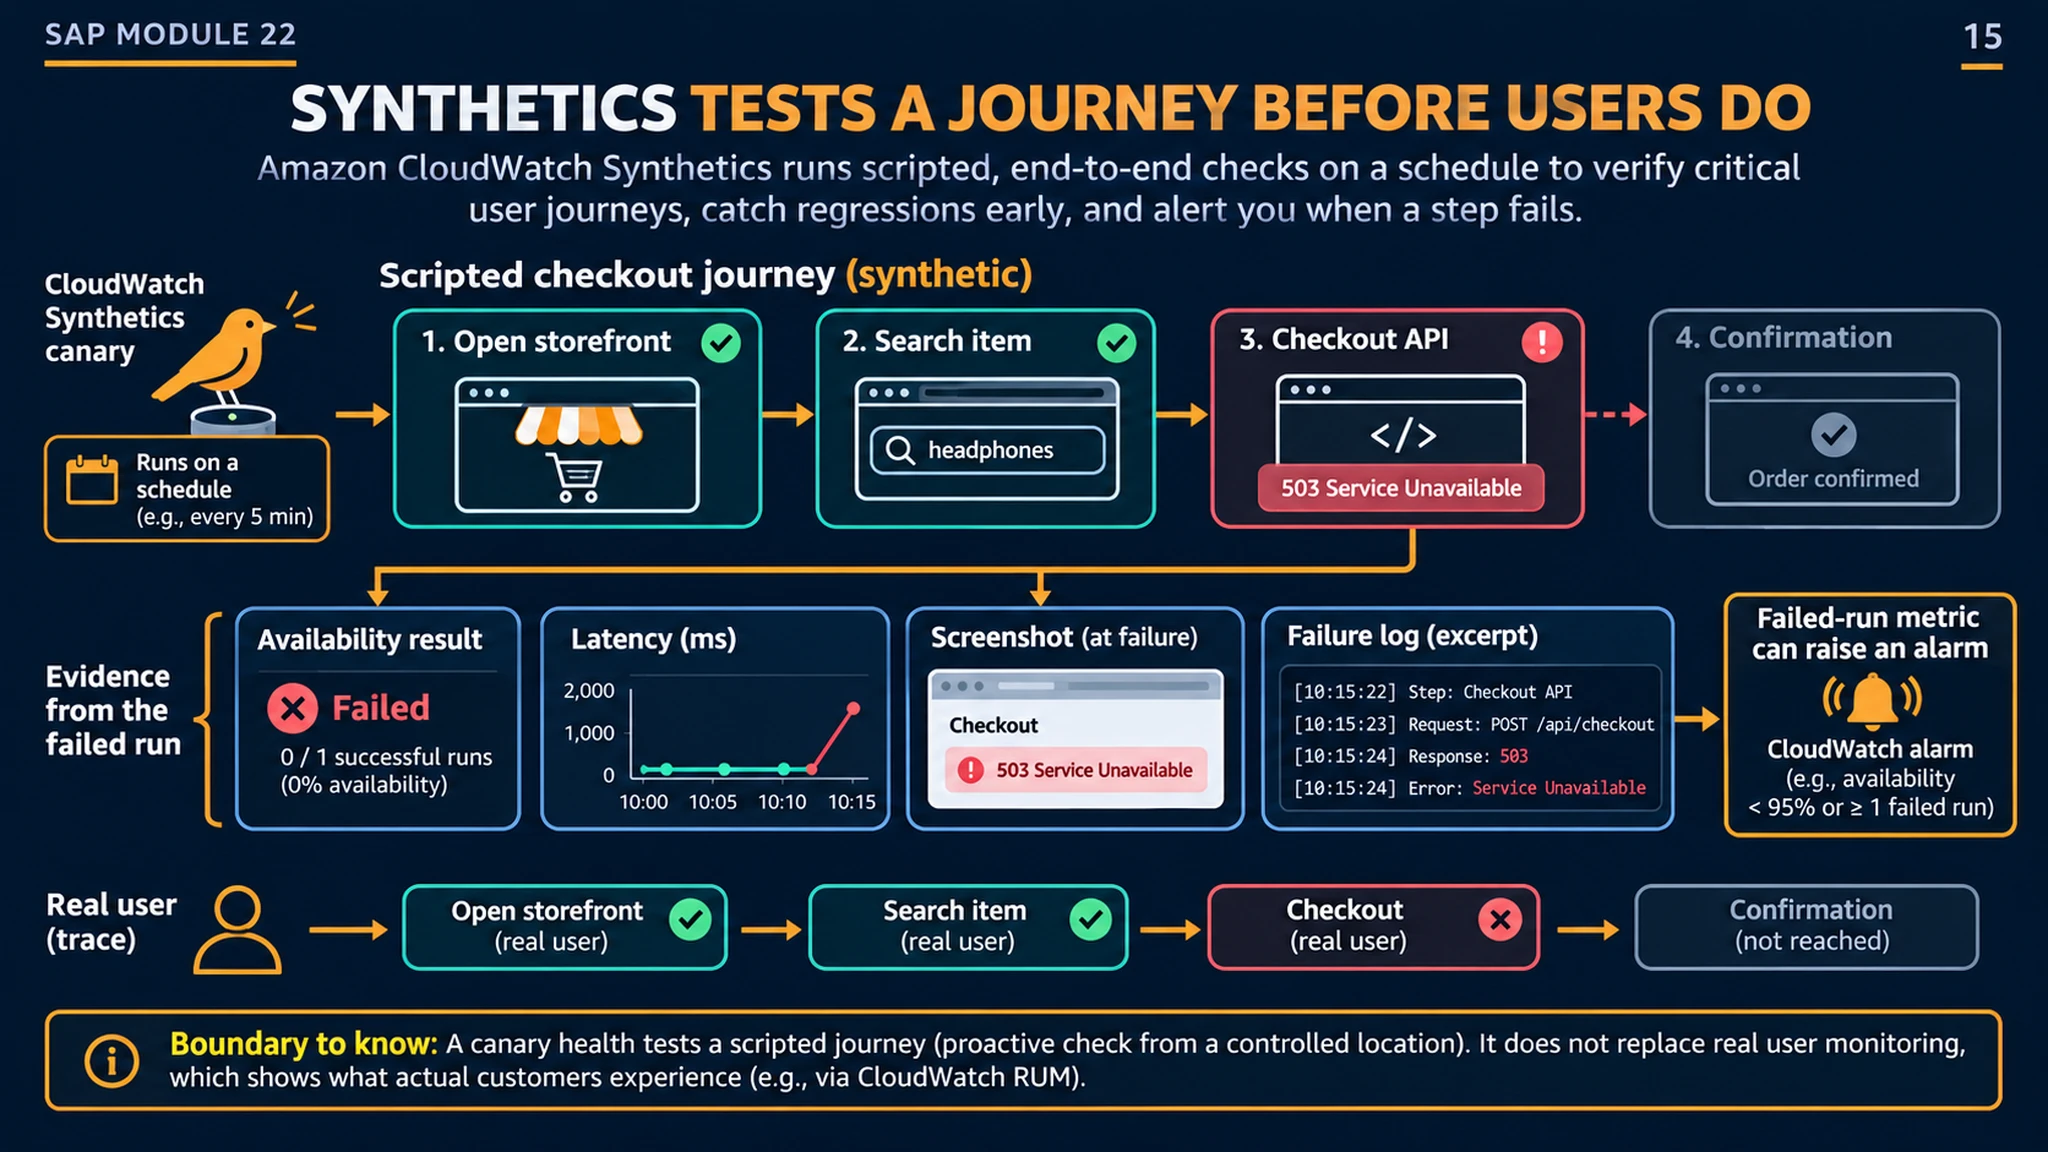 SAP MODULE 22
15
SYNTHETICS TESTS A JOURNEY BEFORE USERS DO
Amazon CloudWatch Synthetics runs scripted, end-to-end checks on a schedule to verify critical
user journeys, catch regressions early, and alert you when a step fails.
CloudWatch
Synthetics
canary
Runs on a
schedule
(e.g., every 5 min)
Scripted checkout journey (synthetic)
1. Open storefront
2. Search item
headphones
3. Checkout API
</>
503 Service Unavailable
4. Confirmation
Order confirmed
Evidence
from the
failed run
Availability result
Failed
0 / 1 successful runs
(0% availability)
Latency (ms)
2,000
1,000
0
10:00 10:05 10:10 10:15
Screenshot (at failure)
Checkout
503 Service Unavailable
Failure log (excerpt)
[10:15:22] Step: Checkout API
[10:15:23] Request: POST /api/checkout
[10:15:24] Response: 503
[10:15:24] Error: Service Unavailable
Failed-run metric
can raise an alarm
CloudWatch alarm
(e.g., availability
< 95% or ≥ 1 failed run)
Real user
(trace)
Open storefront
(real user)
Search item
(real user)
Checkout
(real user)
Confirmation
(not reached)
Boundary to know: A canary health tests a scripted journey (proactive check from a controlled location). It does not replace real user monitoring,
which shows what actual customers experience (e.g., via CloudWatch RUM).